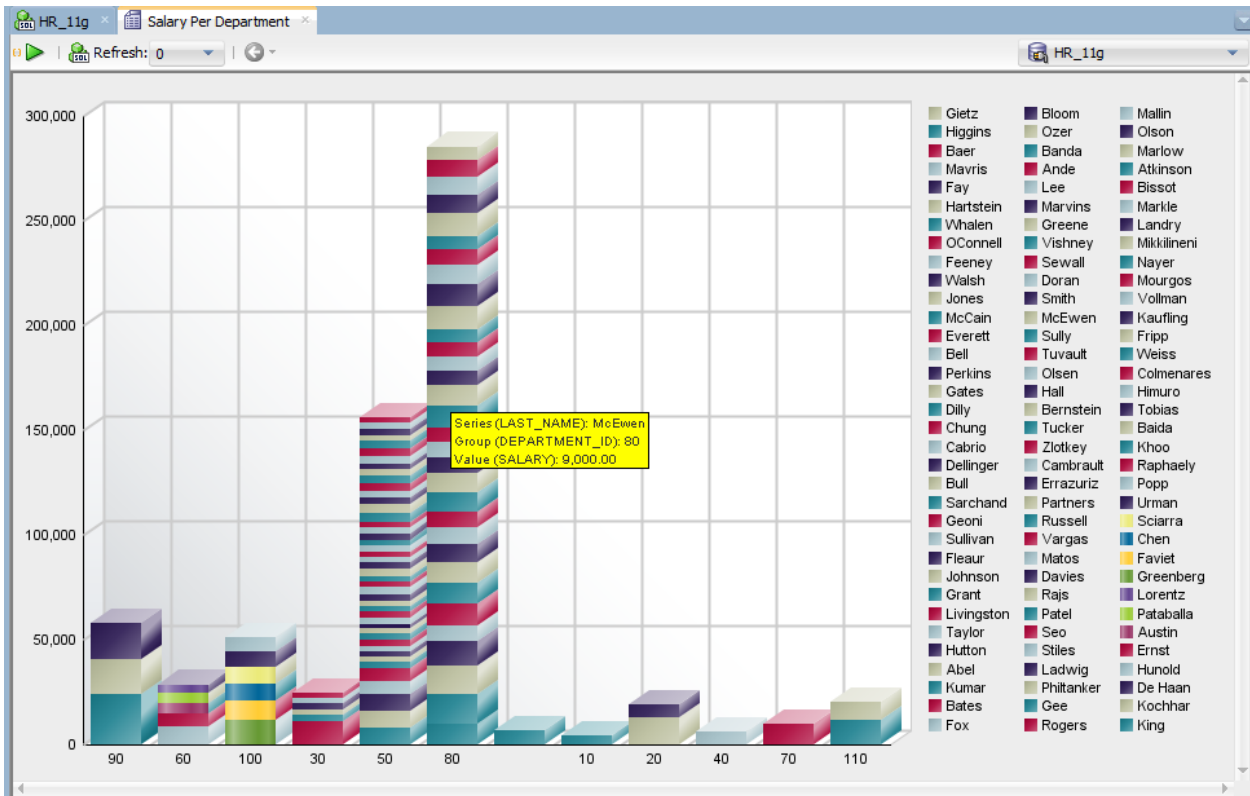 HR_11g
Salary Per Department
Refresh: 0
HR_11g
300,000
250,000
200,000
150,000
100,000
50,000
0
90 60 100 30 50 80 10 20 40 70 110
Series (LAST_NAME): McEwen
Group (DEPARTMENT_ID): 80
Value (SALARY): 9,000.00
Gietz Bloom Mallin
Higgins Ozer Olson
Baer Banda Marlow
Mavris Ande Atkinson
Fay Lee Bissot
Hartstein Marvins Markle
Whalen Greene Landry
OConnell Vishney Mikkilineni
Feeney Sewall Nayer
Walsh Doran Mourgos
Jones Smith Vollman
McCain McEwen Kaufling
Everett Sully Fripp
Bell Tuvault Weiss
Perkins Olsen Colmenares
Gates Hall Himuro
Dilly Bernstein Tobias
Chung Tucker Baida
Cabrio Zlotkey Khoo
Dellinger Cambrault Raphaely
Bull Errazuriz Popp
Sarchand Partners Urman
Geoni Russell Sciarra
Sullivan Vargas Chen
Fleaur Matos Faviet
Johnson Davies Greenberg
Grant Rajs Lorentz
Livingston Patel Pataballa
Taylor Seo Austin
Hutton Stiles Ernst
Abel Ladwig Hunold
Kumar Philtanker De Haan
Bates Gee Kochhar
Fox Rogers King